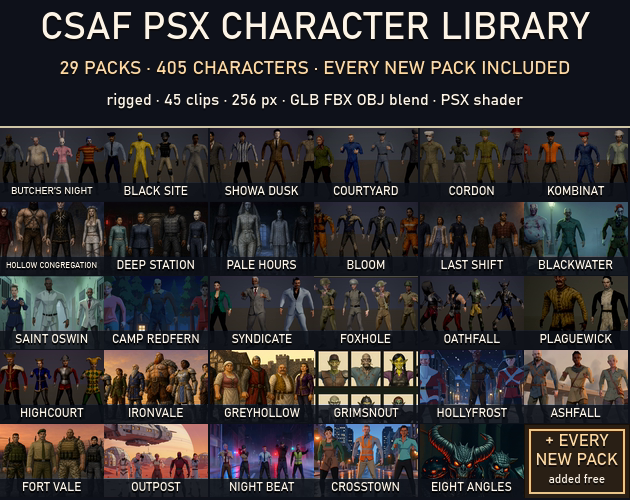 CSAF PSX CHARACTER LIBRARY
29 PACKS · 405 CHARACTERS · EVERY NEW PACK INCLUDED
rigged · 45 clips · 256 px · GLB FBX OBJ blend · PSX shader
BUTCHER'S NIGHT
BLACK SITE
SHOWA DUSK
COURTYARD
CORDON
KOMBINAT
HOLLOW CONGREGATION
DEEP STATION
PALE HOURS
BLOOM
LAST SHIFT
BLACKWATER
SAINT OSWIN
CAMP REDFERN
SYNDICATE
FOXHOLE
OATHFALL
PLAGUEWICK
HIGHCOURT
IRONVALE
GREYHOLLOW
GRIMSNOUT
HOLLYFROST
ASHFALL
FORT VALE
OUTPOST
NIGHT BEAT
CROSSTOWN
EIGHT ANGLES
+ EVERY
NEW PACK
added free